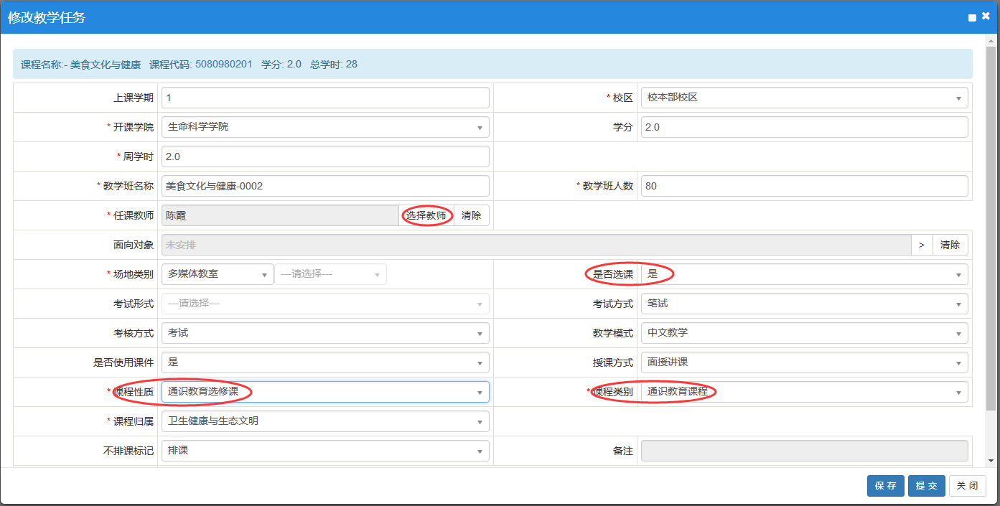 修改教学任务
课程名称:- 美食文化与健康 课程代码: 5080980201 学分: 2.0 总学时: 28
上课学期 1 * 校区 校本部校区
* 开课学院 生命科学学院 学分 2.0
* 周学时 2.0
* 教学班名称 美食文化与健康-0002 * 教学班人数 80
* 任课教师 陈霞 选择教师 清除
面向对象 未安排 > 清除
* 场地类别 多媒体教室 ---请选择--- 是否选课 是
考试形式 ---请选择--- 考试方式 笔试
考核方式 考试 教学模式 中文教学
是否使用课件 是 授课方式 面授讲课
* 课程性质 通识教育选修课 * 课程类别 通识教育课程
* 课程归属 卫生健康与生态文明
不排课标记 排课 备注
保 存 提 交 关 闭